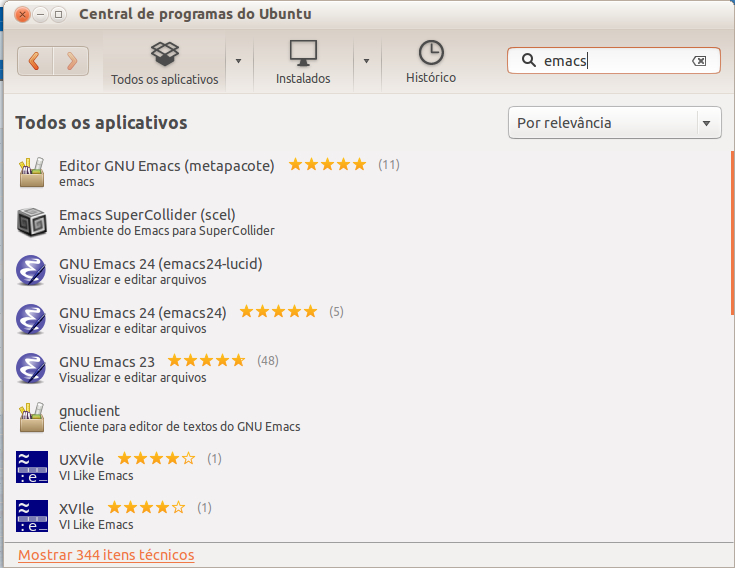 Central de programas do Ubuntu
Todos os aplicativos
Instalados
Histórico
emacs
Todos os aplicativos
Por relevância
Editor GNU Emacs (metapacote) (11)
emacs
Emacs SuperCollider (scel)
Ambiente do Emacs para SuperCollider
GNU Emacs 24 (emacs24-lucid)
Visualizar e editar arquivos
GNU Emacs 24 (emacs24) (5)
Visualizar e editar arquivos
GNU Emacs 23 (48)
Visualizar e editar arquivos
gnuclient
Cliente para editor de textos do GNU Emacs
UXVile (1)
VI Like Emacs
XVIle (1)
VI Like Emacs
Mostrar 344 itens técnicos